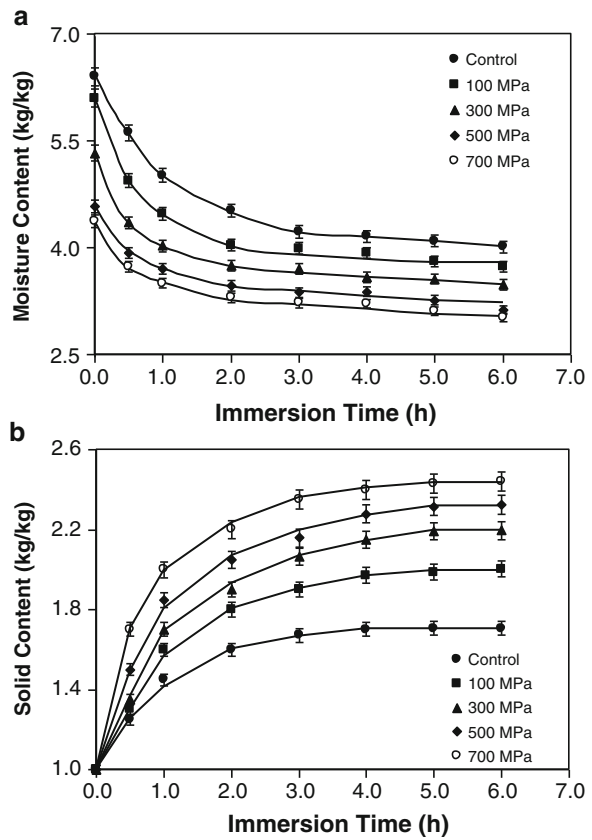 a
7.0
5.5
4.0
2.5
Moisture Content (kg/kg)
Control
100 MPa
300 MPa
500 MPa
700 MPa
0.0 1.0 2.0 3.0 4.0 5.0 6.0 7.0
Immersion Time (h)
b
2.6
2.2
1.8
1.4
1.0
Solid Content (kg/kg)
Control
100 MPa
300 MPa
500 MPa
700 MPa
0.0 1.0 2.0 3.0 4.0 5.0 6.0 7.0
Immersion Time (h)